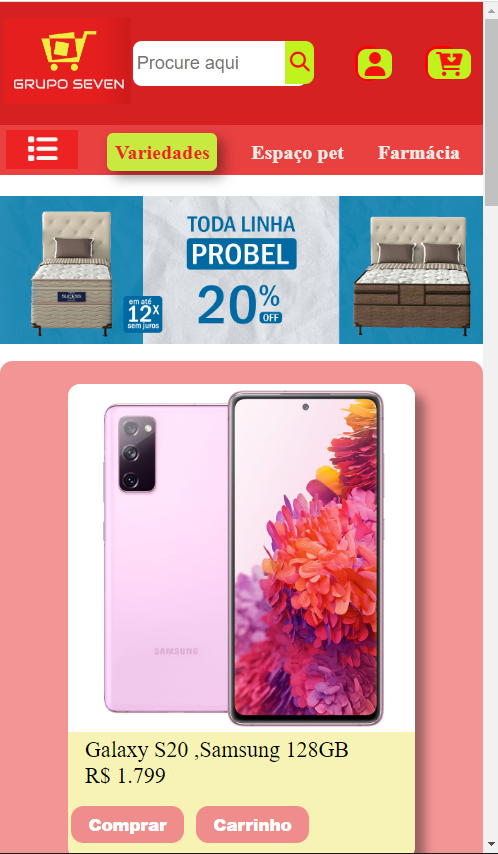 GRUPO SEVEN
Procure aqui
Variedades
Espaço pet
Farmácia
TODA LINHA
PROBEL
20% OFF
em até
12X
sem juros
SUCESS
SAMSUNG
Galaxy S20 ,Samsung 128GB
R$ 1.799
Comprar
Carrinho